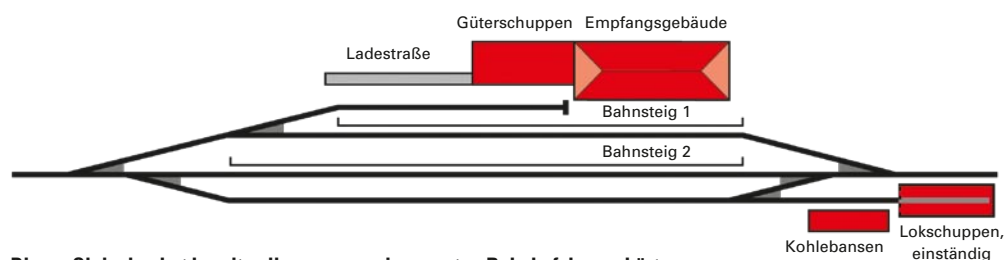 Güterschuppen Empfangsgebäude
Ladestraße
Bahnsteig 1
Bahnsteig 2
Kohlebansen
Lokschuppen,
einständig